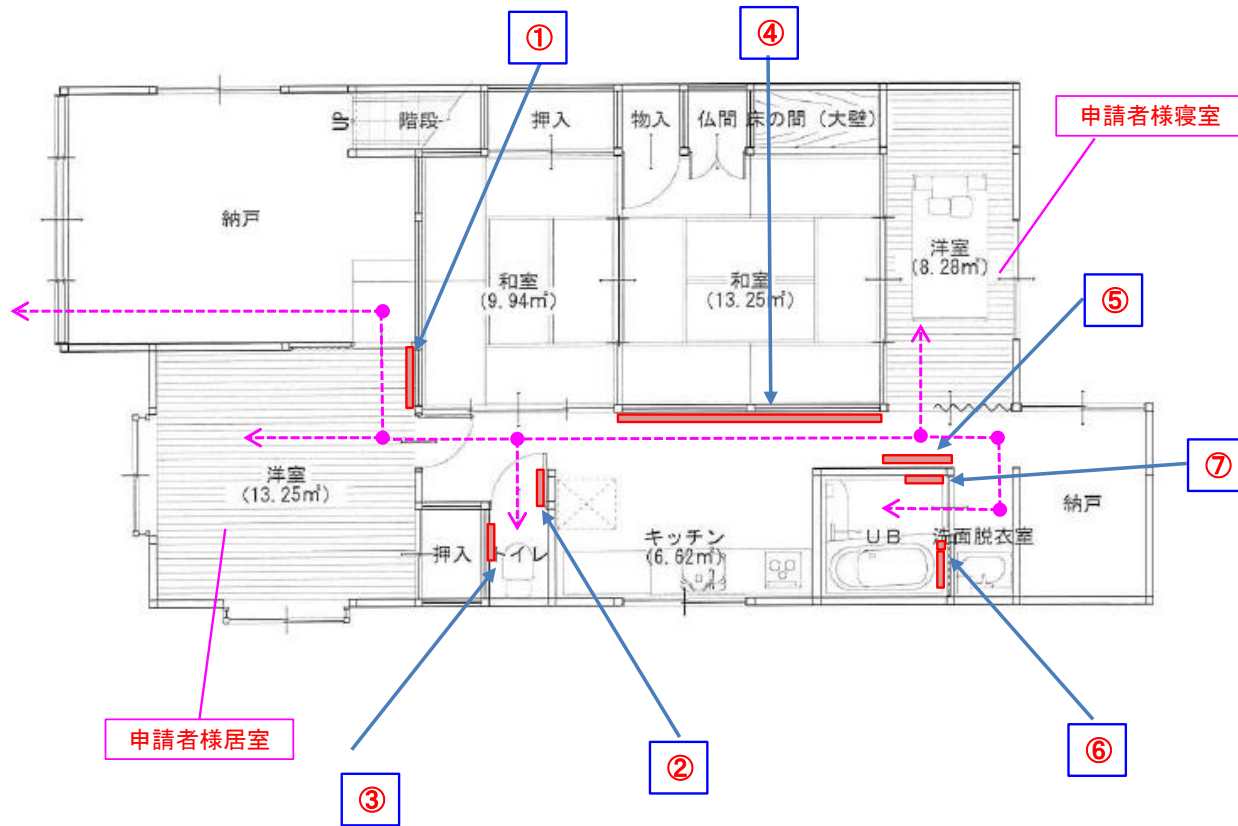 ①
④
UP
階段
押入
物入
仏間
床の間（大壁）
申請者様寝室
納戸
和室
(9.94㎡)
和室
(13.25㎡)
洋室
(8.28㎡)
⑤
⑦
洋室
(13.25㎡)
押入
トイレ
キッチン
(6.62㎡)
UB
洗面脱衣室
納戸
申請者様居室
③
②
⑥